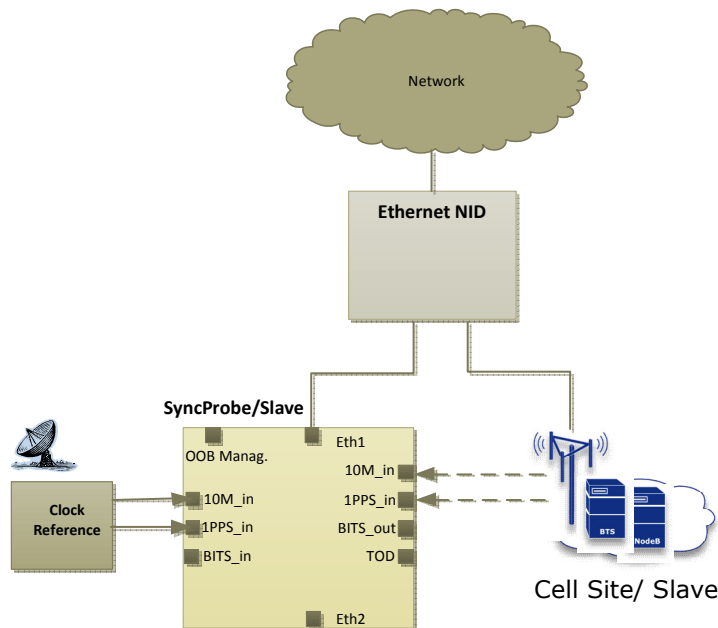 Network
Ethernet NID
SyncProbe/Slave
OOB Manag.
Eth1
10M_in
1PPS_in
BITS_in
10M_in
1PPS_in
BITS_out
TOD
Eth2
Clock
Reference
BTS
NodeB
Cell Site/ Slave